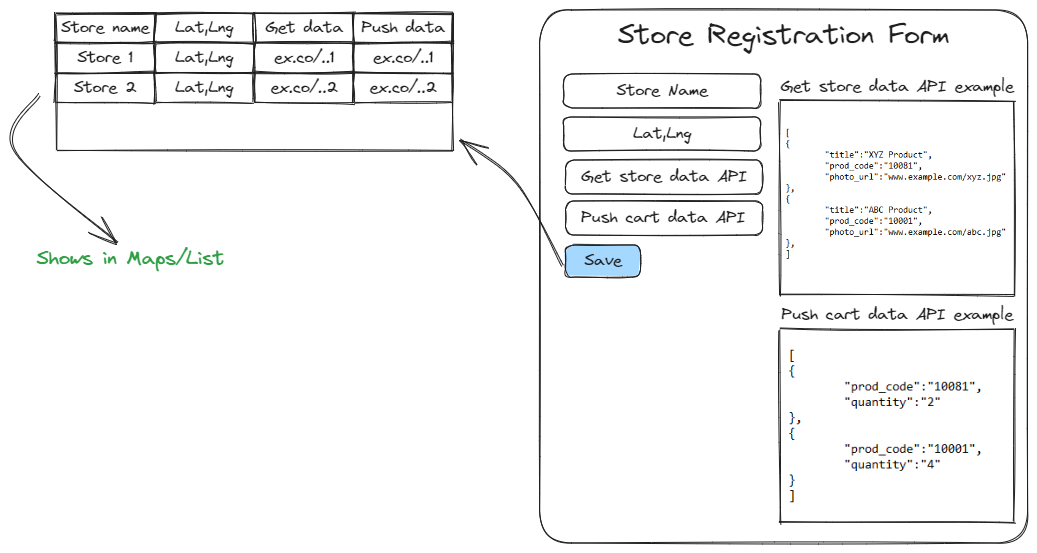 Store name Lat,Lng Get data Push data
Store 1 Lat,Lng ex.co/..1 ex.co/..1
Store 2 Lat,Lng ex.co/..2 ex.co/..2
Shows in Maps/List
Store Registration Form
Store Name
Lat,Lng
Get store data API
Push cart data API
Save
Get store data API example
[
{
"title":"XYZ Product",
"prod_code":"10081",
"photo_url":"www.example.com/xyz.jpg"
},
{
"title":"ABC Product",
"prod_code":"10001",
"photo_url":"www.example.com/abc.jpg"
},
]
Push cart data API example
[
{
"prod_code":"10081",
"quantity":"2"
},
{
"prod_code":"10001",
"quantity":"4"
}
]